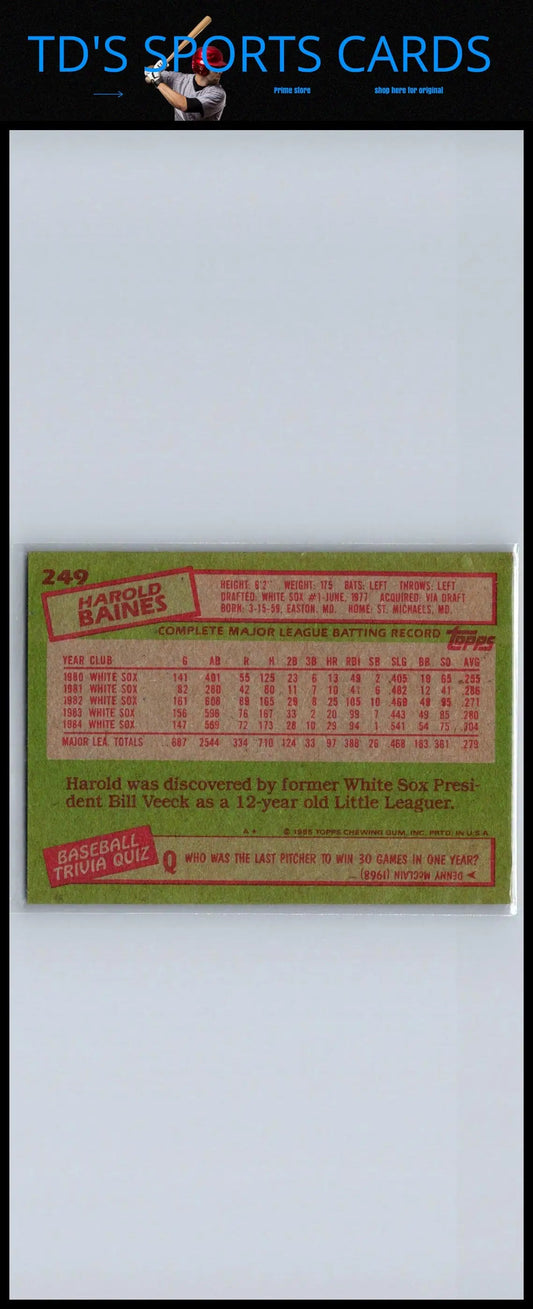 TD'S SPORTS CARDS
Prime store
shop here for original
249
HAROLD
BAINES
HEIGHT: 6'2" WEIGHT: 175 BATS: LEFT THROWS: LEFT
DRAFTED: WHITE SOX #1-JUNE, 1977 ACQUIRED: VIA DRAFT
BORN: 3-15-59, EASTON, MD. HOME: ST. MICHAELS, MD.
COMPLETE MAJOR LEAGUE BATTING RECORD
TOPPS
YEAR CLUB G AB R H 2B 3B HR RBI SB SLG BB SO AVG
1980 WHITE SOX 141 491 55 125 23 6 13 49 2 .405 19 65 .255
1981 WHITE SOX 82 280 42 80 11 7 10 41 6 .482 12 41 .286
1982 WHITE SOX 161 608 89 165 29 8 25 105 10 .469 49 95 .271
1983 WHITE SOX 156 596 76 167 33 2 20 99 7 .443 49 85 .280
1984 WHITE SOX 147 569 72 173 28 10 29 94 1 .541 54 75 .304
MAJOR LEA. TOTALS 687 2544 334 710 124 33 97 388 26 .468 183 361 .279
Harold was discovered by former White Sox Presi-
dent Bill Veeck as a 12-year old Little Leaguer.
A* © 1985 TOPPS CHEWING GUM, INC. PRTD. IN U.S.A.
BASEBALL
TRIVIA QUIZ
Q WHO WAS THE LAST PITCHER TO WIN 30 GAMES IN ONE YEAR?
DENNY McCLAIN (1968)